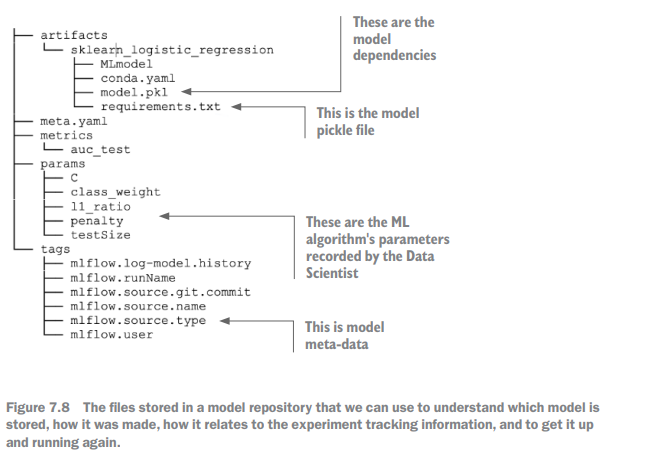 These are the
model
dependencies
artifacts
sklearn_logistic_regression
MLmodel
conda.yaml
model.pkl
requirements.txt
This is the model
pickle file
meta.yaml
metrics
auc_test
params
C
class_weight
l1_ratio
penalty
testSize
These are the ML
algorithm's parameters
recorded by the Data
Scientist
tags
mlflow.log-model.history
mlflow.runName
mlflow.source.git.commit
mlflow.source.name
mlflow.source.type
mlflow.user
This is model
meta-data
Figure 7.8 The files stored in a model repository that we can use to understand which model is
stored, how it was made, how it relates to the experiment tracking information, and to get it up
and running again.